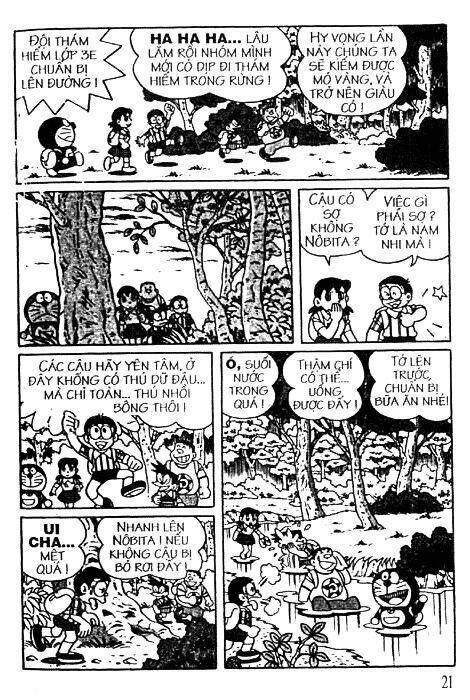 ĐỘI THÁM
HIỂM LỚP 3E
CHUẨN BỊ
LÊN ĐƯỜNG !
HA HA HA... LÂU
LẮM RỒI NHÓM MÌNH
MỚI CÓ DỊP ĐI THÁM
HIỂM TRONG RỪNG !
HY VỌNG LẦN
NÀY CHÚNG TA
SẼ KIẾM ĐƯỢC
MỎ VÀNG, VÀ
TRỞ NÊN GIÀU
CÓ !
CẬU CÓ
SỢ
KHÔNG
NÔBITA ?
VIỆC GÌ
PHẢI SỢ ?
TỚ LÀ NAM
NHI MÀ !
CÁC CẬU HÃY YÊN TÂM, Ở
ĐÂY KHÔNG CÓ THÚ DỮ ĐÂU...
MÀ CHỈ TOÀN... THÚ NHỒI
BÔNG THÔI !
Ồ, SUỐI
NƯỚC
TRONG
QUÁ !
THẬM CHÍ
CÓ THỂ...
UỐNG
ĐƯỢC ĐẤY !
TỚ LÊN
TRƯỚC,
CHUẨN BỊ
BỮA ĂN NHÉ!
UI
CHA...
MỆT
QUÁ !
NHANH LÊN
NÔBITA ! NẾU
KHÔNG CẬU BỊ
BỎ RƠI ĐẤY !
21